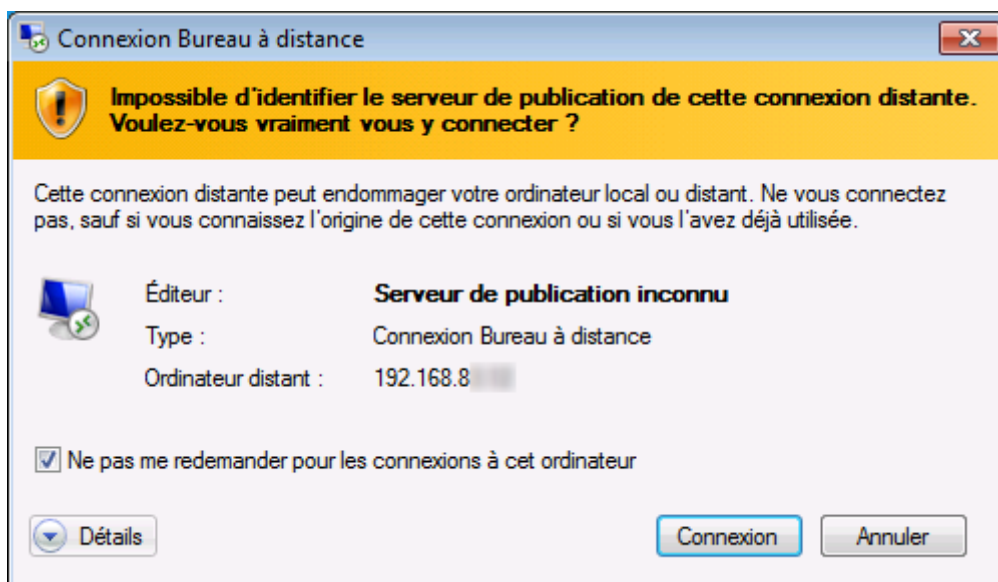 Connexion Bureau à distance
Impossible d'identifier le serveur de publication de cette connexion distante.
Voulez-vous vraiment vous y connecter ?
Cette connexion distante peut endommager votre ordinateur local ou distant. Ne vous connectez
pas, sauf si vous connaissez l'origine de cette connexion ou si vous l'avez déjà utilisée.
Éditeur : Serveur de publication inconnu
Type : Connexion Bureau à distance
Ordinateur distant : 192.168.8
Ne pas me redemander pour les connexions à cet ordinateur
Détails Connexion Annuler